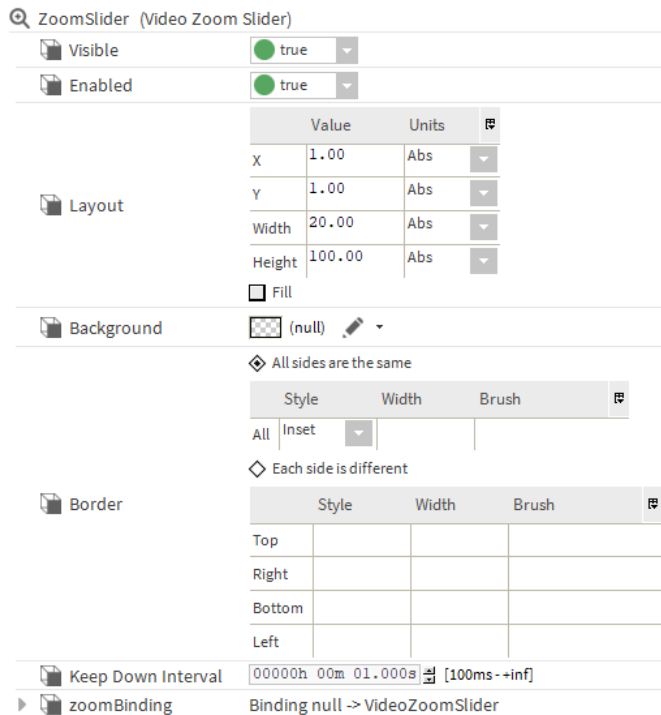 ZoomSlider (Video Zoom Slider)
Visible true
Enabled true
Layout
Value Units
X 1.00 Abs
Y 1.00 Abs
Width 20.00 Abs
Height 100.00 Abs
Fill
Background (null)
Border
All sides are the same
Style Width Brush
All Inset
Each side is different
Style Width Brush
Top
Right
Bottom
Left
Keep Down Interval 00000h 00m 01.000s [100ms-+inf]
zoomBinding Binding null -> VideoZoomSlider